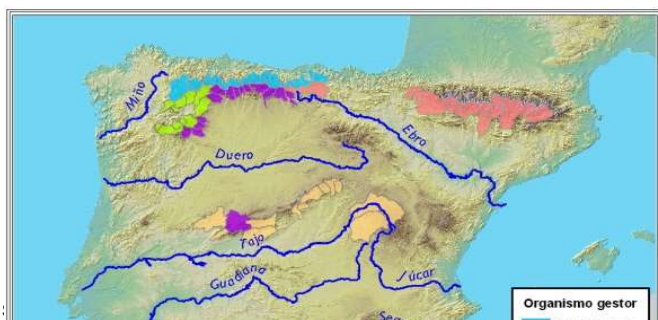 Miño
Ebro
Duero
Tajo
Guadiana
Júcar
Organismo gestor